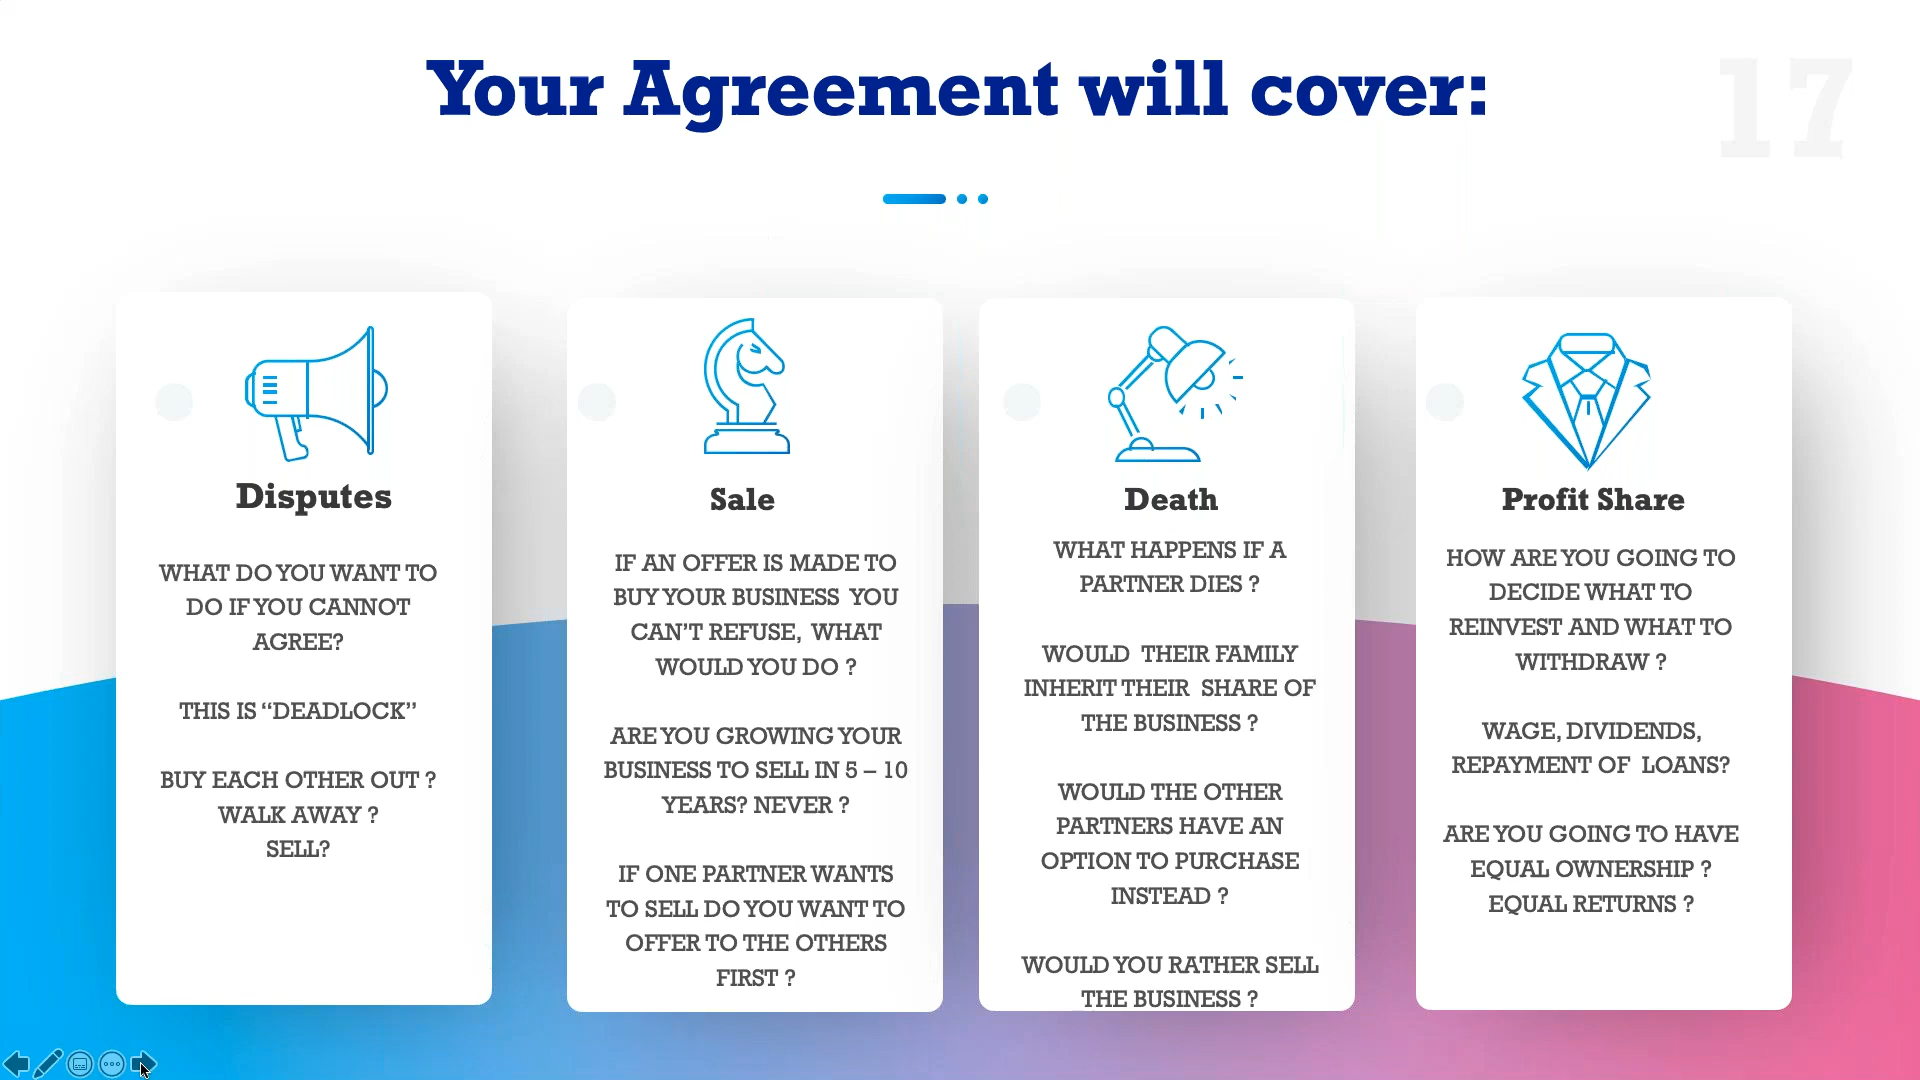 Your Agreement will cover:
17
Disputes
WHAT DO YOU WANT TO
DO IF YOU CANNOT
AGREE?
THIS IS “DEADLOCK”
BUY EACH OTHER OUT ?
WALK AWAY ?
SELL?
Sale
IF AN OFFER IS MADE TO
BUY YOUR BUSINESS YOU
CAN’T REFUSE, WHAT
WOULD YOU DO ?
ARE YOU GROWING YOUR
BUSINESS TO SELL IN 5 – 10
YEARS? NEVER ?
IF ONE PARTNER WANTS
TO SELL DO YOU WANT TO
OFFER TO THE OTHERS
FIRST ?
Death
WHAT HAPPENS IF A
PARTNER DIES ?
WOULD THEIR FAMILY
INHERIT THEIR SHARE OF
THE BUSINESS ?
WOULD THE OTHER
PARTNERS HAVE AN
OPTION TO PURCHASE
INSTEAD ?
WOULD YOU RATHER SELL
THE BUSINESS ?
Profit Share
HOW ARE YOU GOING TO
DECIDE WHAT TO
REINVEST AND WHAT TO
WITHDRAW ?
WAGE, DIVIDENDS,
REPAYMENT OF LOANS?
ARE YOU GOING TO HAVE
EQUAL OWNERSHIP ?
EQUAL RETURNS ?